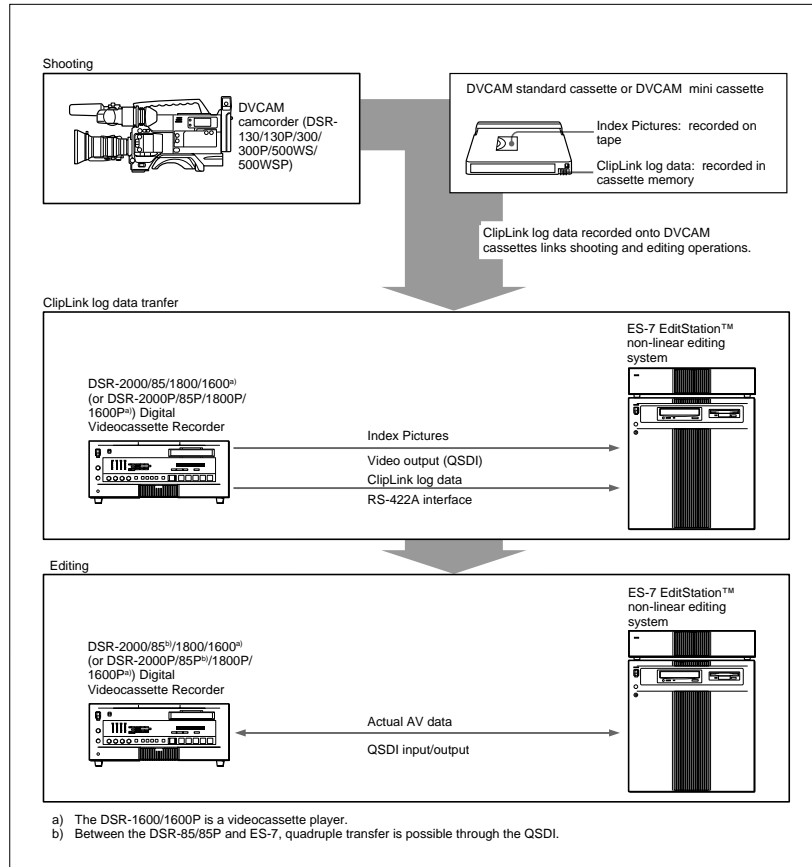 Shooting
DVCAM
camcorder (DSR-
130/130P/300/
300P/500WS/
500WSP)
DVCAM standard cassette or DVCAM mini cassette
Index Pictures: recorded on
tape
ClipLink log data: recorded in
cassette memory
ClipLink log data recorded onto DVCAM
cassettes links shooting and editing operations.
ClipLink log data tranfer
ES-7 EditStation™
non-linear editing
system
DSR-2000/85/1800/1600a)
(or DSR-2000P/85P/1800P/
1600Pa)) Digital
Videocassette Recorder
Index Pictures
Video output (QSDI)
ClipLink log data
RS-422A interface
Editing
ES-7 EditStation™
non-linear editing
system
DSR-2000/85b)/1800/1600a)
(or DSR-2000P/85Pb)/1800P/
1600Pa)) Digital
Videocassette Recorder
Actual AV data
QSDI input/output
a) The DSR-1600/1600P is a videocassette player.
b) Between the DSR-85/85P and ES-7, quadruple transfer is possible through the QSDI.